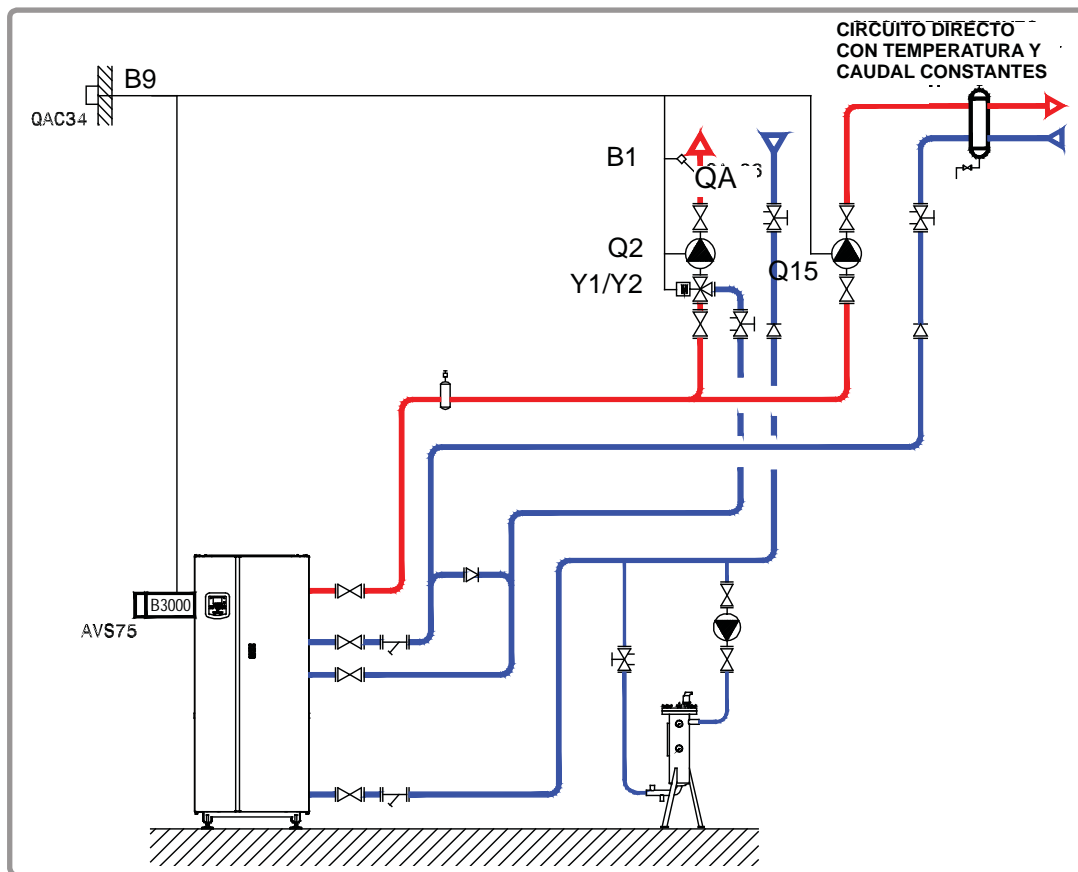 CIRCUITO DIRECTO
CON TEMPERATURA Y
CAUDAL CONSTANTES
B9
QAC34
B1
QA
Q2
Q15
Y1/Y2
B3000
AVS75